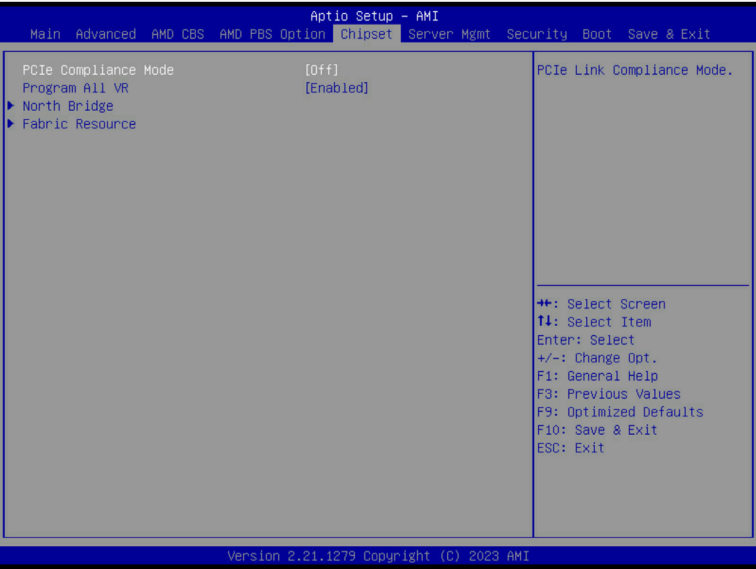 Aptio Setup – AMI
Main Advanced AMD CBS AMD PBS Option Chipset Server Mgmt Security Boot Save & Exit
PCIe Compliance Mode [Off]
Program All VR [Enabled]
North Bridge
Fabric Resource
PCIe Link Compliance Mode.
→←: Select Screen
↑↓: Select Item
Enter: Select
+/-: Change Opt.
F1: General Help
F3: Previous Values
F9: Optimized Defaults
F10: Save & Exit
ESC: Exit
Version 2.21.1279 Copyright (C) 2023 AMI